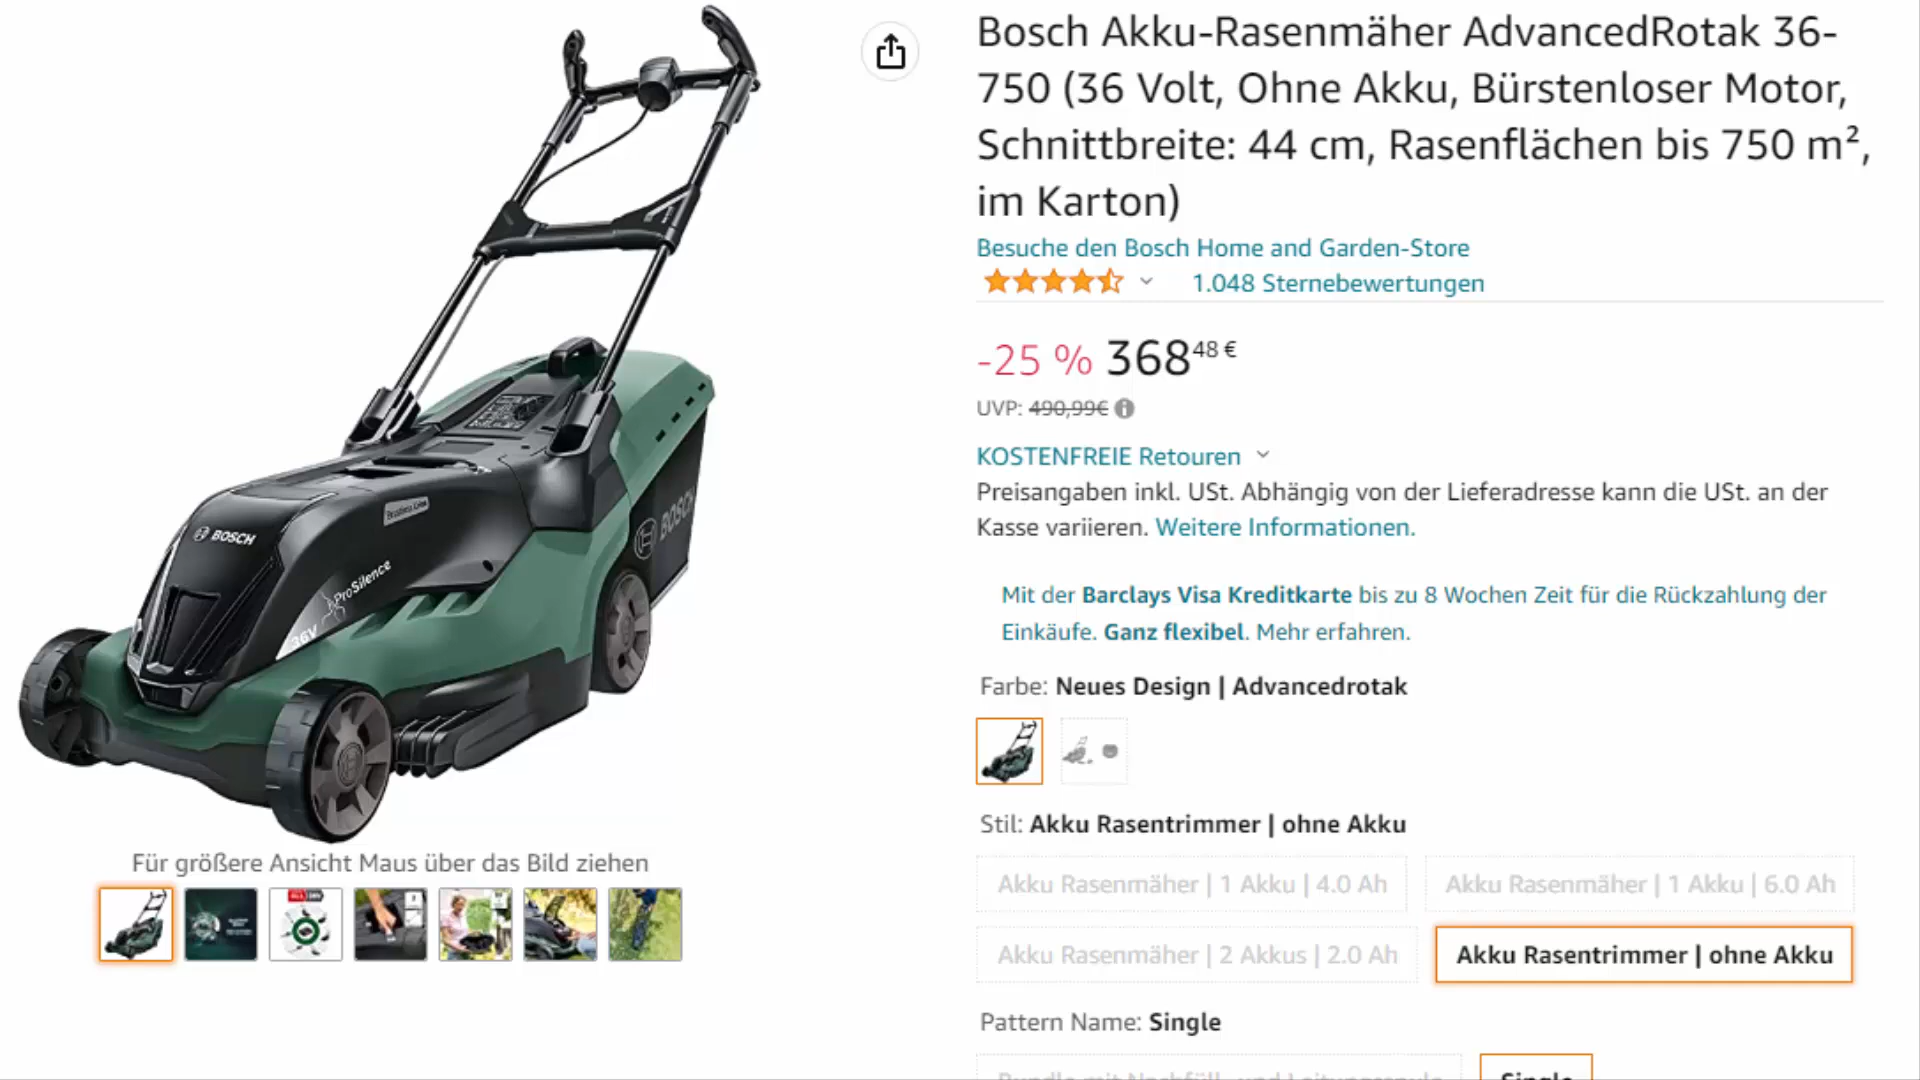 Bosch Akku-Rasenmäher AdvancedRotak 36-
750 (36 Volt, Ohne Akku, Bürstenloser Motor,
Schnittbreite: 44 cm, Rasenflächen bis 750 m²,
im Karton)
Besuche den Bosch Home and Garden-Store
1.048 Sternebewertungen
-25 % 368 48 €
UVP: 490,99€
KOSTENFREIE Retouren
Preisangaben inkl. USt. Abhängig von der Lieferadresse kann die USt. an der
Kasse variieren. Weitere Informationen.
Mit der Barclays Visa Kreditkarte bis zu 8 Wochen Zeit für die Rückzahlung der
Einkäufe. Ganz flexibel. Mehr erfahren.
Farbe: Neues Design | Advancedrotak
Stil: Akku Rasentrimmer | ohne Akku
Akku Rasenmäher | 1 Akku | 4.0 Ah
Akku Rasenmäher | 1 Akku | 6.0 Ah
Akku Rasenmäher | 2 Akkus | 2.0 Ah
Akku Rasentrimmer | ohne Akku
Pattern Name: Single
Single
BOSCH
ProSilence
36V
BOSCH
Für größere Ansicht Maus über das Bild ziehen